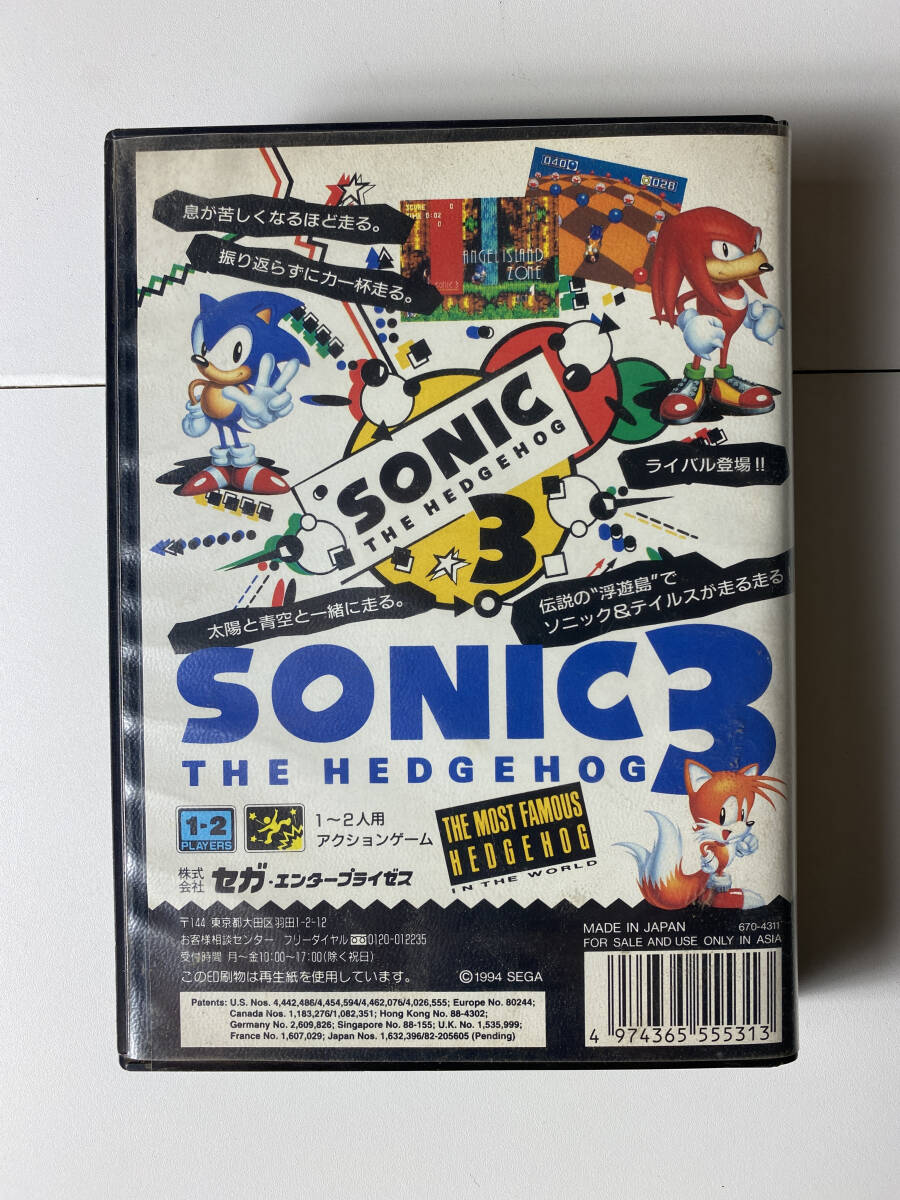 息が苦しくなるほど走る。
振り返らずに力一杯走る。
SCORE 0
TIME 0:02
0
ANGEL ISLAND
ZONE
SONIC 3
1
040
028
SONIC
THE HEDGEHOG
3
ライバル登場!!
太陽と青空と一緒に走る。
伝説の“浮遊島”で
ソニック&テイルスが走る走る
SONIC 3
THE HEDGEHOG
1-2
PLAYERS
1〜2人用
アクションゲーム
THE MOST FAMOUS
HEDGEHOG
IN THE WORLD
株式会社 セガ・エンタープライゼス
〒144 東京都大田区羽田1-2-12
お客様相談センター フリーダイヤル 0120-012235
受付時間 月〜金10:00〜17:00(除く祝日)
この印刷物は再生紙を使用しています。
©1994 SEGA
MADE IN JAPAN 670-4311
FOR SALE AND USE ONLY IN ASIA
Patents: U.S. Nos. 4,442,486/4,454,594/4,462,076/4,026,555; Europe No. 80244;
Canada Nos. 1,183,276/1,082,351; Hong Kong No. 88-4302;
Germany No. 2,609,826; Singapore No. 88-155; U.K. No. 1,535,999;
France No. 1,607,029; Japan Nos. 1,632,396/82-205605 (Pending)
4 974365 555313